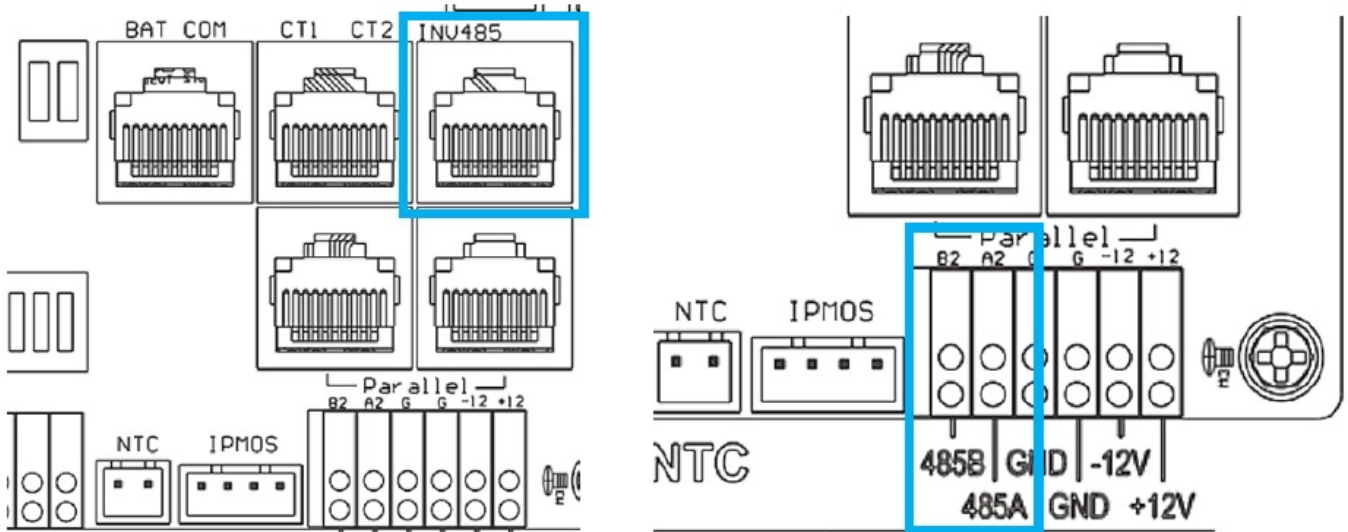 BAT COM CT1 CT2 INV485
Parallel
B2 A2 G G -12 +12
NTC IPMOS
Parallel
B2 A2 G G -12 +12
NTC IPMOS
M3
NTC
485B GND -12V
485A GND +12V